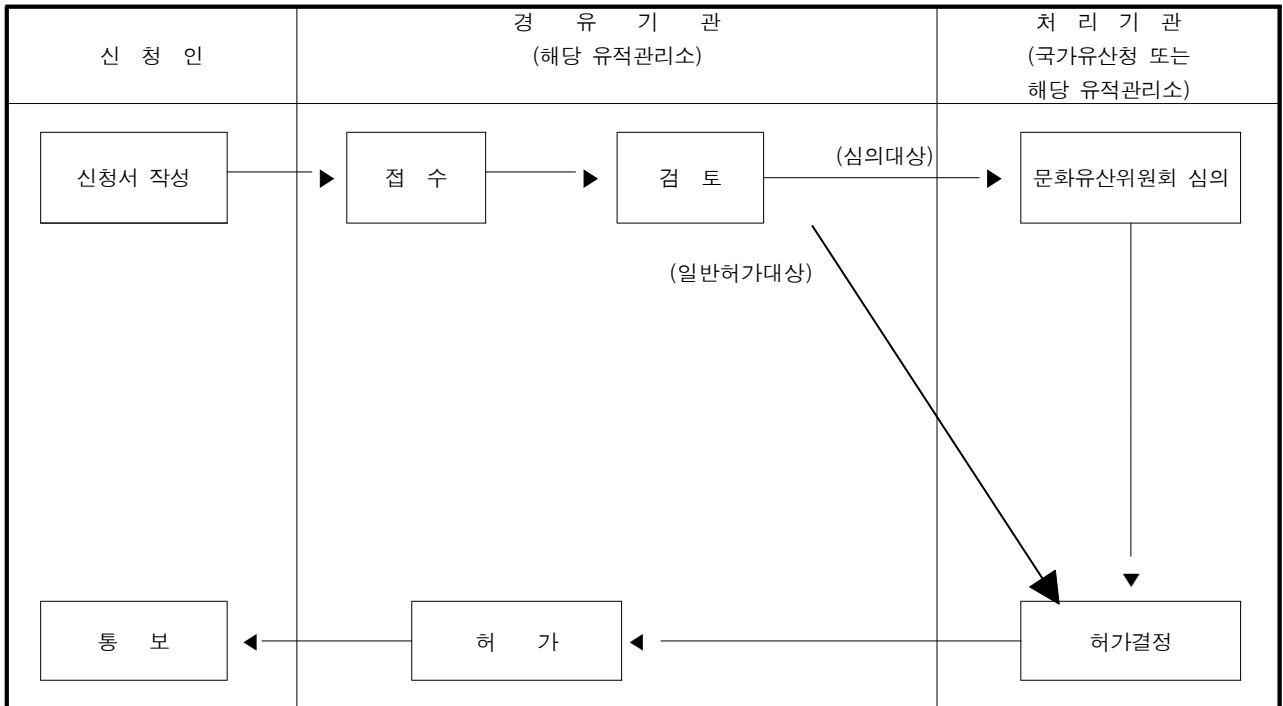 신 청 인
경 유 기 관
(해당 유적관리소)
처 리 기 관
(국가유산청 또는
해당 유적관리소)
신청서 작성
접 수
검 토
(심의대상)
문화유산위원회 심의
(일반허가대상)
통 보
허 가
허가결정